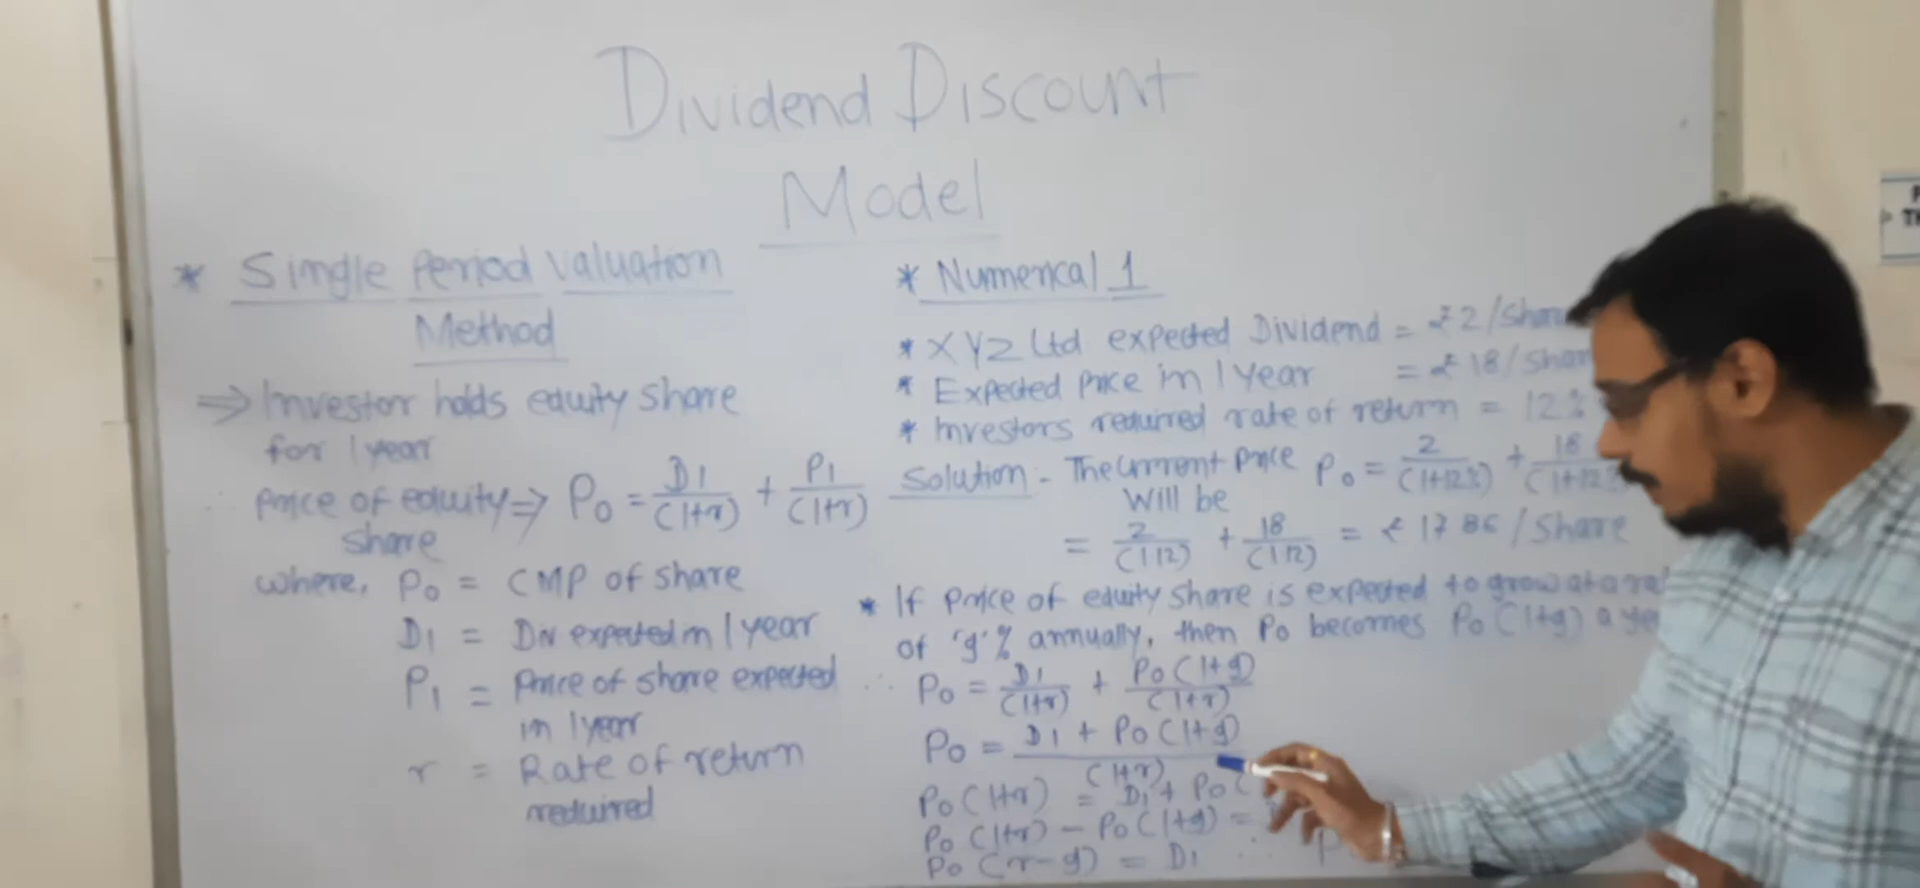 Dividend Discount
Model
* Single Period Valuation
Method
⇒ Investor holds equity share
for 1 year
Price of equity ⇒ P0 = D1/(1+r) + P1/(1+r)
share
where, P0 = CMP of share
D1 = Div expected in 1 year
P1 = Price of share expected
in 1 year
r = Rate of return
required
* Numerical 1
* XYZ Ltd expected Dividend = ₹ 2/Share
* Expected Price in 1 year = ₹ 18/Shar
* Investors required rate of return = 12%
Solution - The Current Price P0 = 2/(1+12%) + 18/(1+12%
Will be
= 2/(1.12) + 18/(1.12) = ₹ 17.86/Share
* If Price of equity share is expected to grow at a ra
of 'g'% annually, then P0 becomes P0(1+g) a ye
∴ P0 = D1/(1+r) + P0(1+g)/(1+r)
P0 = D1 + P0(1+g)/(1+r)
P0(1+r) = D1 + P0(
P0(1+r) - P0(1+g) =
P0(r-g) = D1 ∴ P